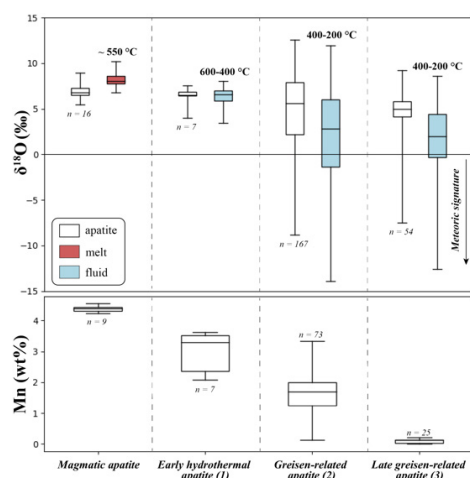 15
10
5
0
−5
−10
−15
δ¹⁸O (‰)
~ 550 °C
600-400 °C
400-200 °C
400-200 °C
n = 16
n = 7
n = 167
n = 54
Meteoric signature
apatite
melt
fluid
4
3
2
1
0
Mn (wt%)
n = 9
n = 7
n = 73
n = 25
Magmatic apatite
Early hydrothermal
apatite (1)
Greisen-related
apatite (2)
Late greisen-related
apatite (3)